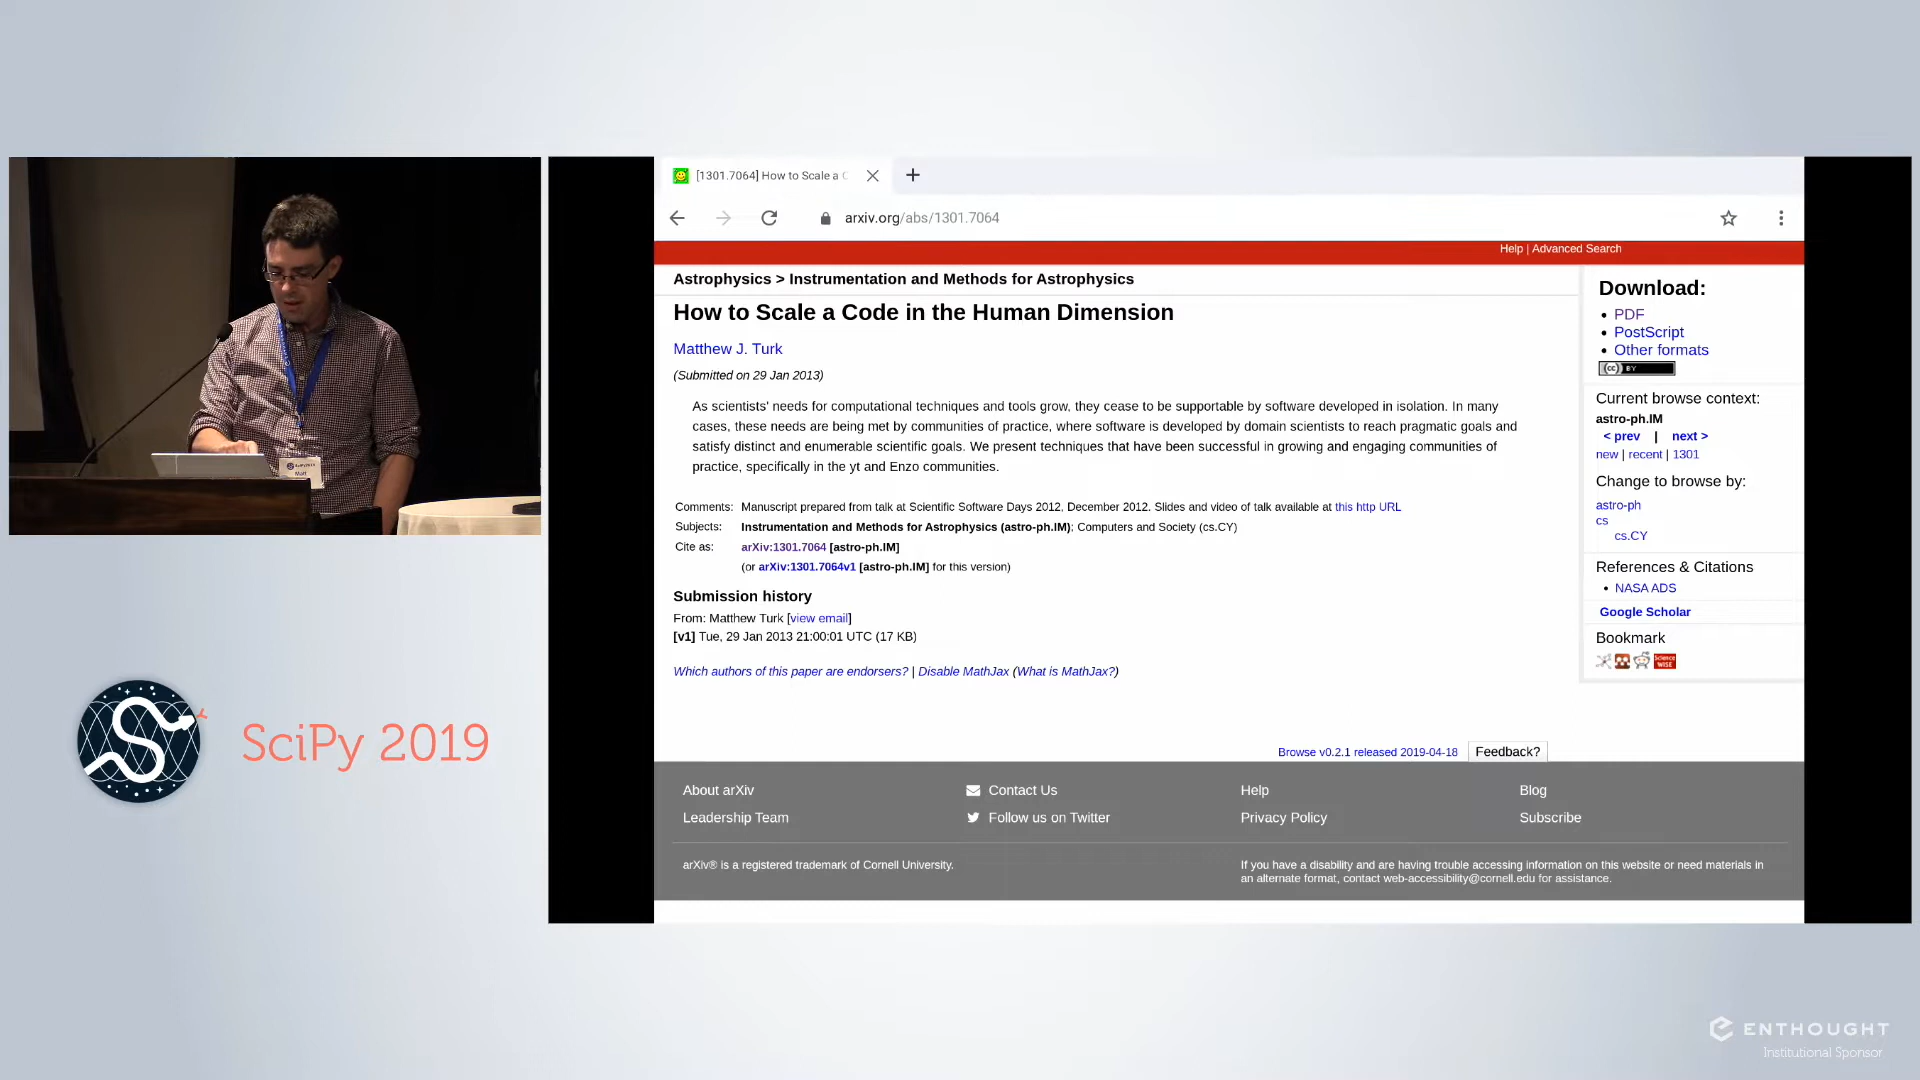 [1301.7064] How to Scale a C
arxiv.org/abs/1301.7064
Help | Advanced Search
Astrophysics > Instrumentation and Methods for Astrophysics
How to Scale a Code in the Human Dimension
Matthew J. Turk
(Submitted on 29 Jan 2013)
As scientists' needs for computational techniques and tools grow, they cease to be supportable by software developed in isolation. In many
cases, these needs are being met by communities of practice, where software is developed by domain scientists to reach pragmatic goals and
satisfy distinct and enumerable scientific goals. We present techniques that have been successful in growing and engaging communities of
practice, specifically in the yt and Enzo communities.
Comments: Manuscript prepared from talk at Scientific Software Days 2012, December 2012. Slides and video of talk available at this http URL
Subjects: Instrumentation and Methods for Astrophysics (astro-ph.IM); Computers and Society (cs.CY)
Cite as: arXiv:1301.7064 [astro-ph.IM]
(or arXiv:1301.7064v1 [astro-ph.IM] for this version)
Submission history
From: Matthew Turk [view email]
[v1] Tue, 29 Jan 2013 21:00:01 UTC (17 KB)
Which authors of this paper are endorsers? | Disable MathJax (What is MathJax?)
Download:
PDF
PostScript
Other formats
(cc) BY
Current browse context:
astro-ph.IM
< prev | next >
new | recent | 1301
Change to browse by:
astro-ph
cs
cs.CY
References & Citations
NASA ADS
Google Scholar
Bookmark
Science
WISE
Browse v0.2.1 released 2019-04-18 Feedback?
About arXiv
Leadership Team
Contact Us
Follow us on Twitter
Help
Privacy Policy
Blog
Subscribe
arXiv® is a registered trademark of Cornell University.
If you have a disability and are having trouble accessing information on this website or need materials in
an alternate format, contact web-accessibility@cornell.edu for assistance.
Matt
SciPy 2019
ENTHOUGHT
Institutional Sponsor